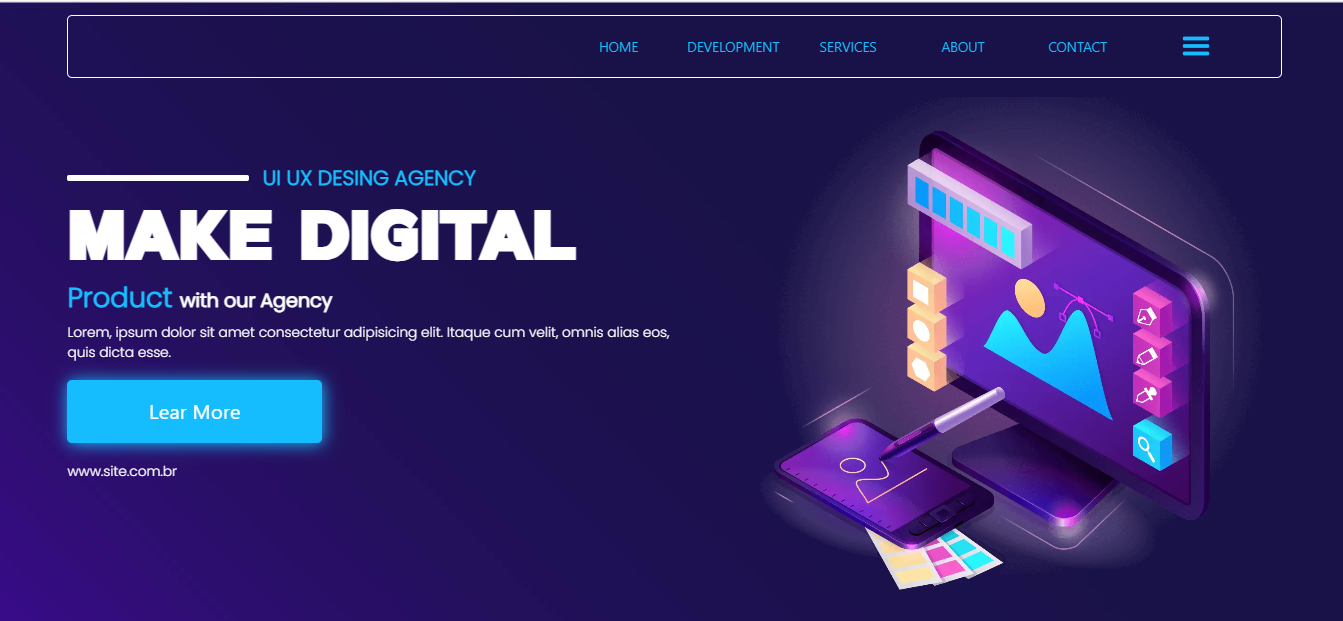 HOME DEVELOPMENT SERVICES ABOUT CONTACT
UI UX DESING AGENCY
MAKE DIGITAL
Product with our Agency
Lorem, ipsum dolor sit amet consectetur adipisicing elit. Itaque cum velit, omnis alias eos,
quis dicta esse.
Lear More
www.site.com.br